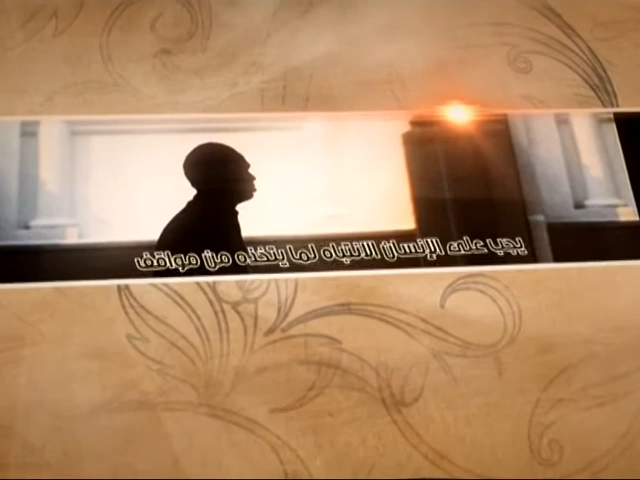 يجب على الإنسان الانتباه لما يتخذه من مواقف